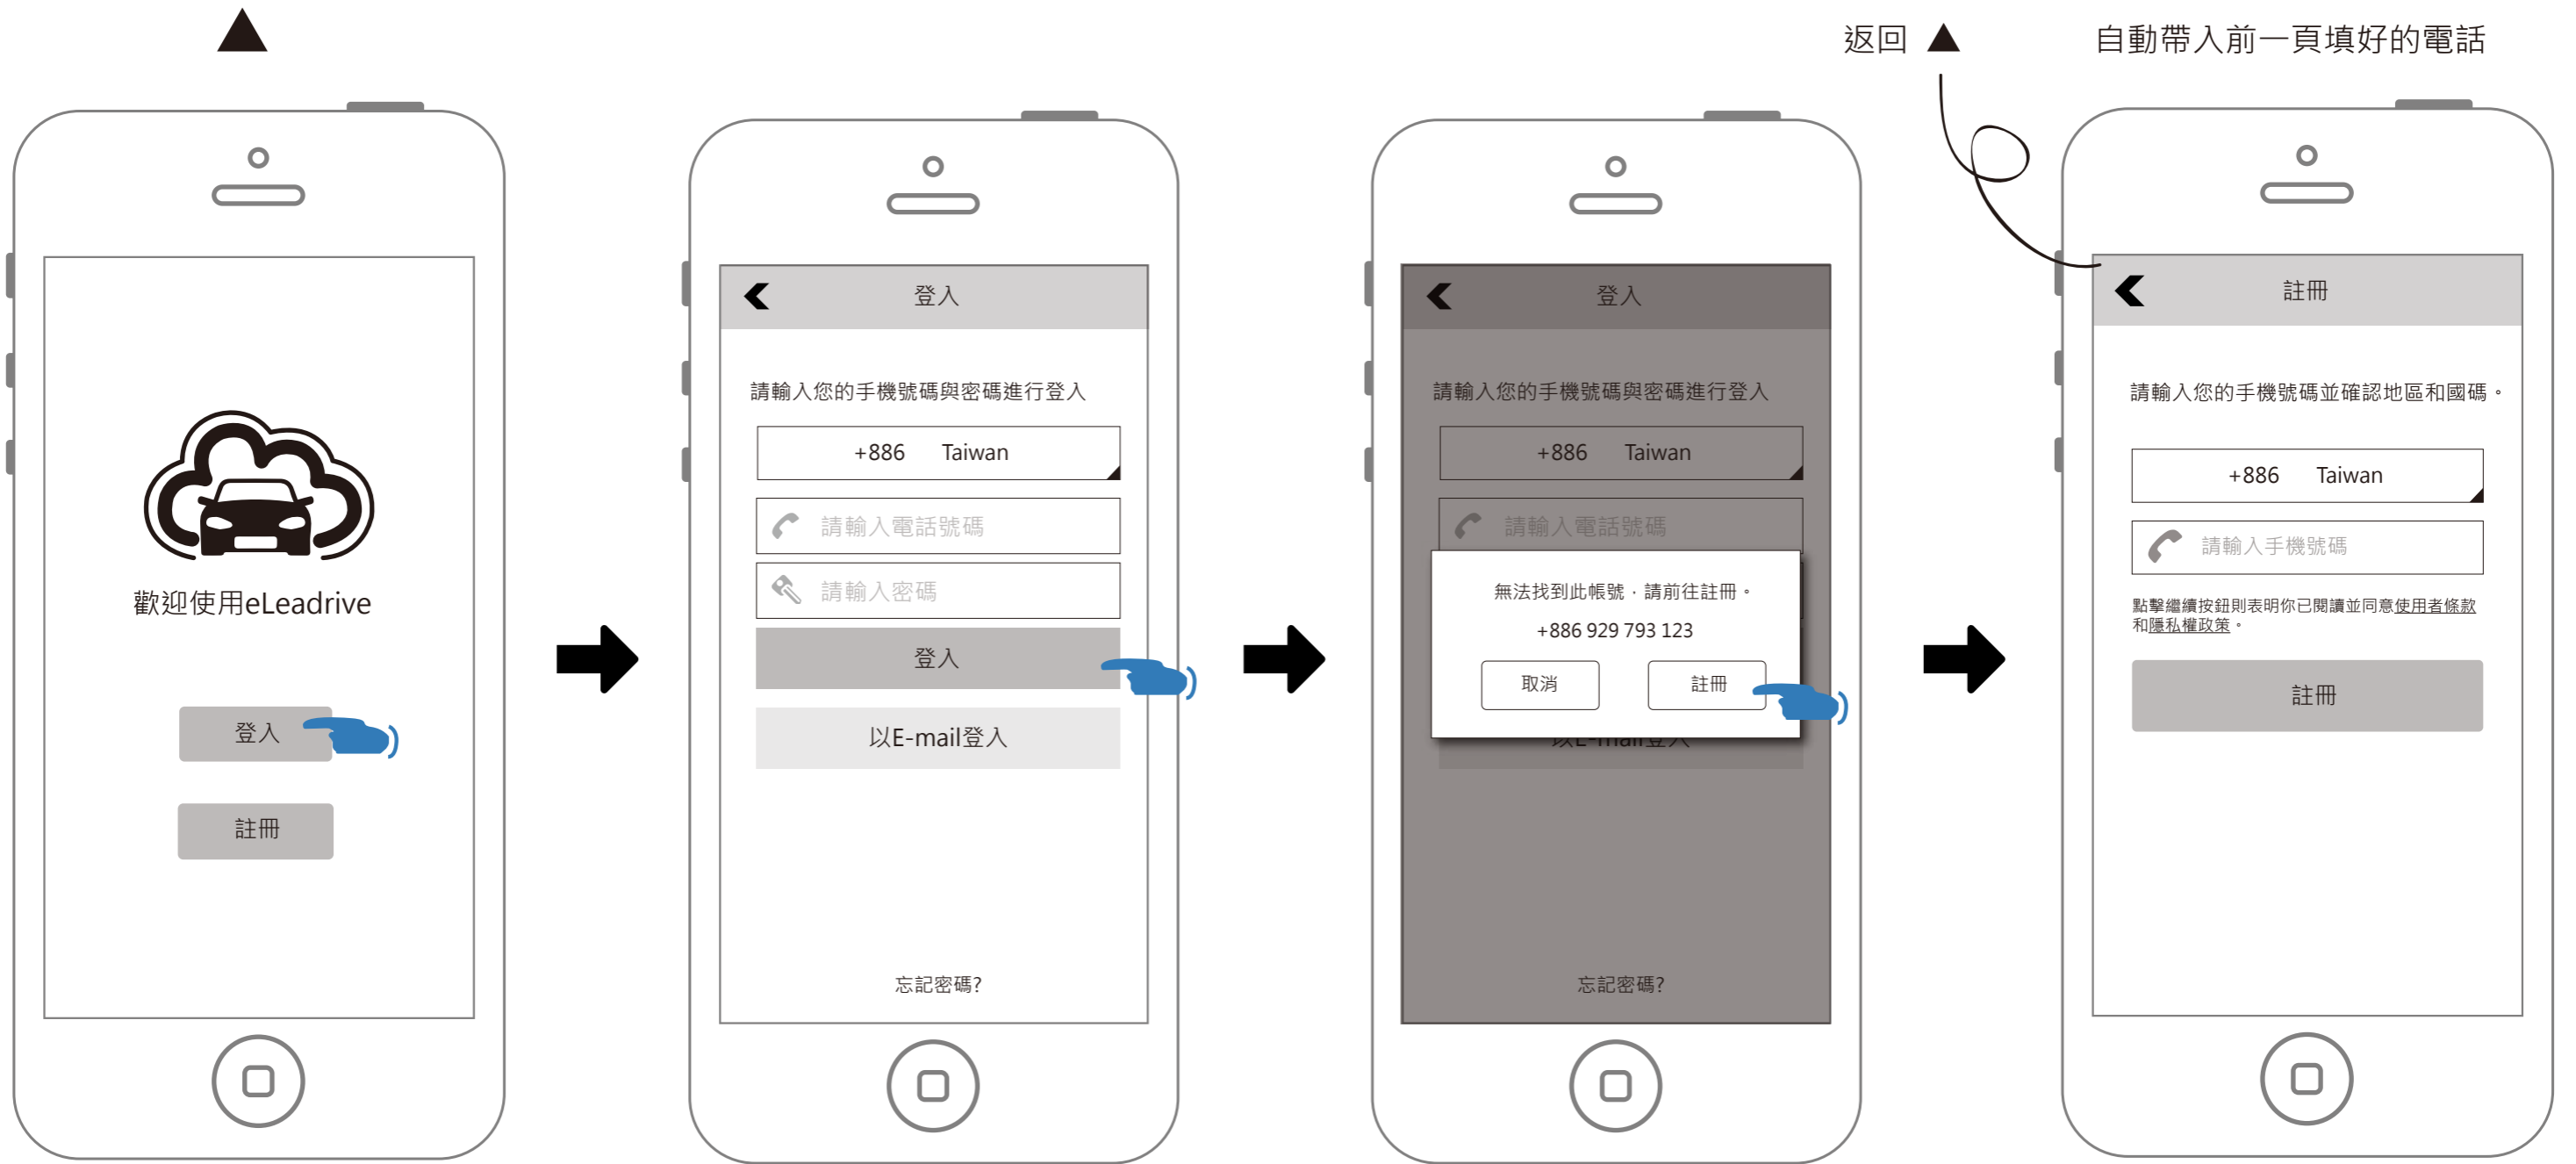 返回
自動帶入前一頁填好的電話
歡迎使用eLeadrive
登入
註冊
登入
請輸入您的手機號碼與密碼進行登入
+886 Taiwan
請輸入電話號碼
請輸入密碼
登入
以E-mail登入
忘記密碼?
登入
請輸入您的手機號碼與密碼進行登入
+886 Taiwan
請輸入電話號碼
無法找到此帳號，請前往註冊。
+886 929 793 123
取消
註冊
以E-mail登入
忘記密碼?
註冊
請輸入您的手機號碼並確認地區和國碼。
+886 Taiwan
請輸入手機號碼
點擊繼續按鈕則表明你已閱讀並同意使用者條款
和隱私權政策。
註冊